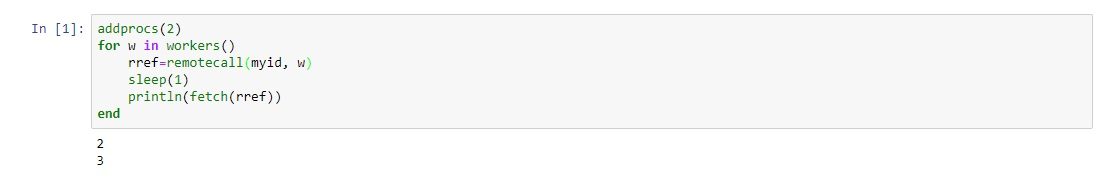 In [1]: addprocs(2)
for w in workers()
    rref=remotecall(myid, w)
    sleep(1)
    println(fetch(rref))
end
2
3